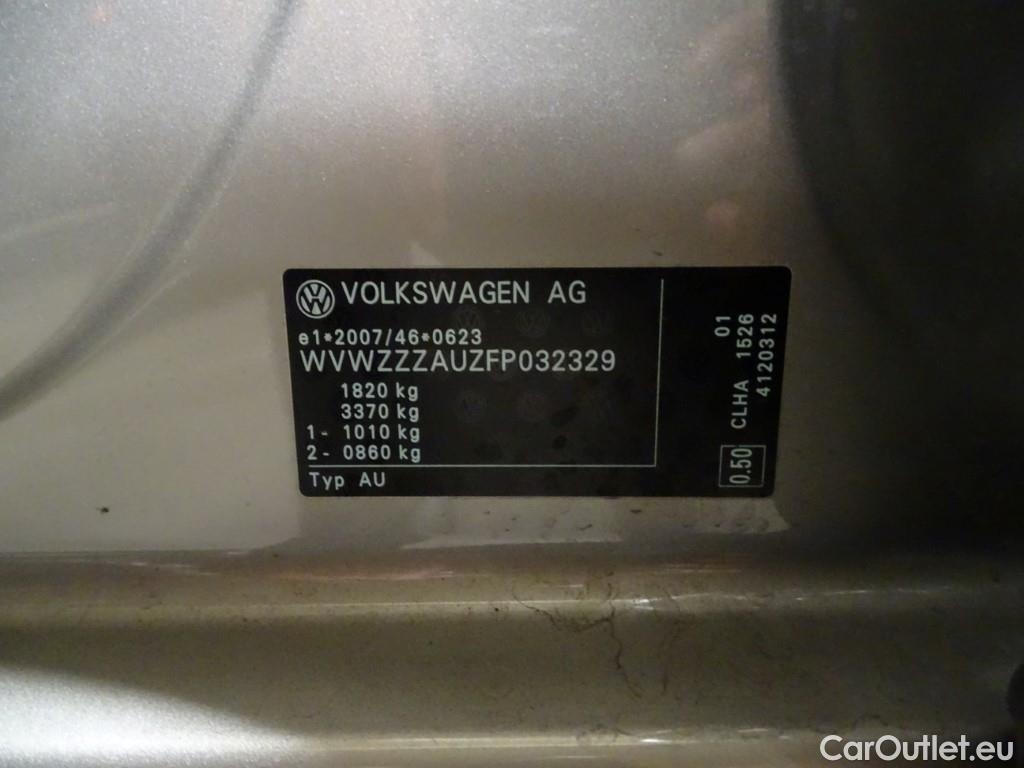 VOLKSWAGEN AG
e1*2007/46*0623
WVWZZZAUZFP032329
1820 kg
3370 kg
1- 1010 kg
2- 0860 kg
Typ AU
01
CLHA 1526
4120312
0.50
CarOutlet.eu